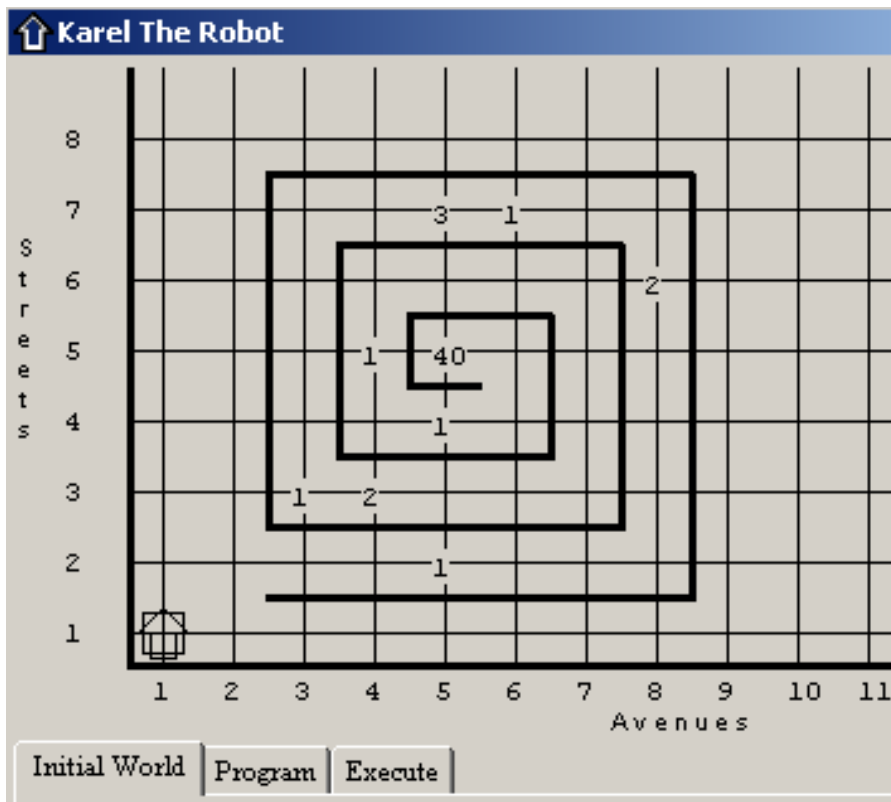 Karel The Robot
8
7 3 1
6 2
5 1 40
4 1
3 1 2
2 1
1
Streets
1 2 3 4 5 6 7 8 9 10 11
Avenues
Initial World Program Execute